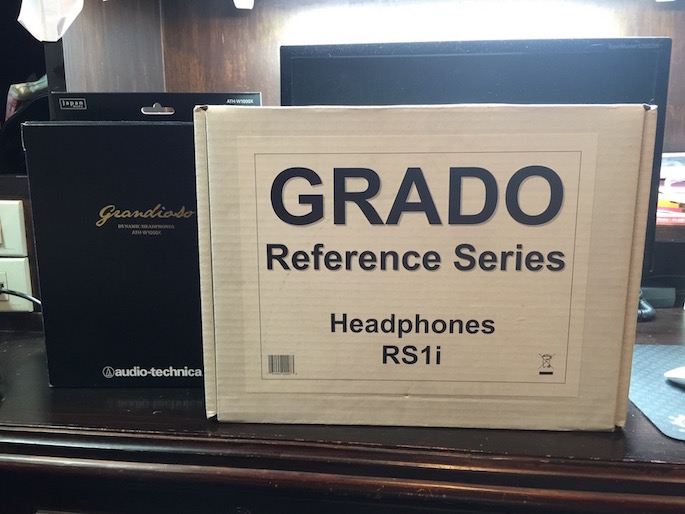 Japan
ATH-W1000X
Grandioso
DYNAMIC HEADPHONES
ATH-W1000X
audio-technica
GRADO
Reference Series
Headphones
RS1i